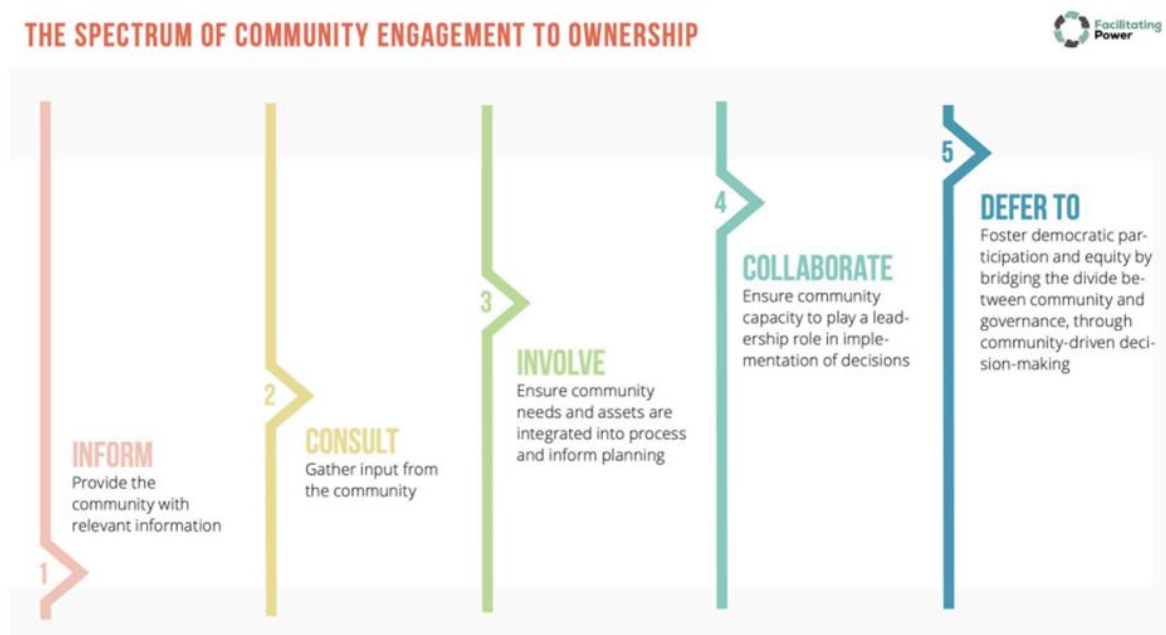 THE SPECTRUM OF COMMUNITY ENGAGEMENT TO OWNERSHIP
Facilitating
Power
1
INFORM
Provide the
community with
relevant information
2
CONSULT
Gather input from
the community
3
INVOLVE
Ensure community
needs and assets are
integrated into process
and inform planning
4
COLLABORATE
Ensure community
capacity to play a lead-
ership role in imple-
mentation of decisions
5
DEFER TO
Foster democratic par-
ticipation and equity by
bridging the divide be-
tween community and
governance, through
community-driven deci-
sion-making